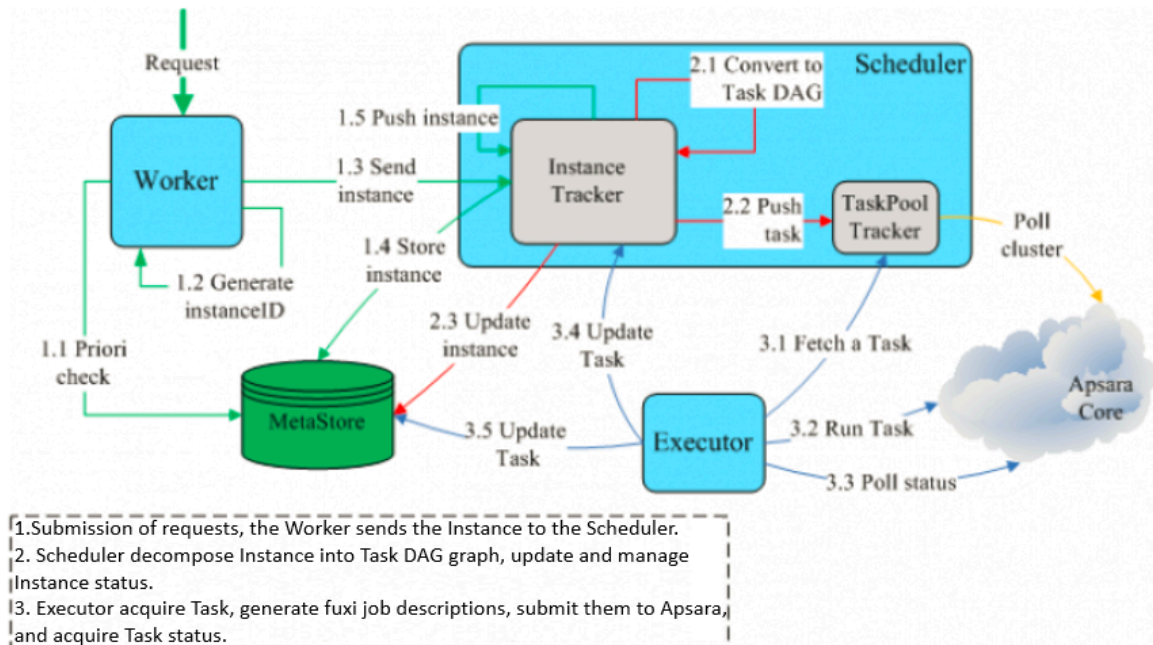 Request
Scheduler
2.1 Convert to
Task DAG
1.5 Push instance
Worker
1.3 Send
instance
Instance
Tracker
2.2 Push
task
TaskPool
Tracker
Poll
cluster
1.4 Store
instance
1.2 Generate
instanceID
2.3 Update
instance
3.4 Update
Task
3.1 Fetch a Task
1.1 Priori
check
MetaStore
Apsara
Core
3.5 Update
Task
Executor
3.2 Run Task
3.3 Poll status
1.Submission of requests, the Worker sends the Instance to the Scheduler.
2. Scheduler decompose Instance into Task DAG graph, update and manage
Instance status.
3. Executor acquire Task, generate fuxi job descriptions, submit them to Apsara,
and acquire Task status.